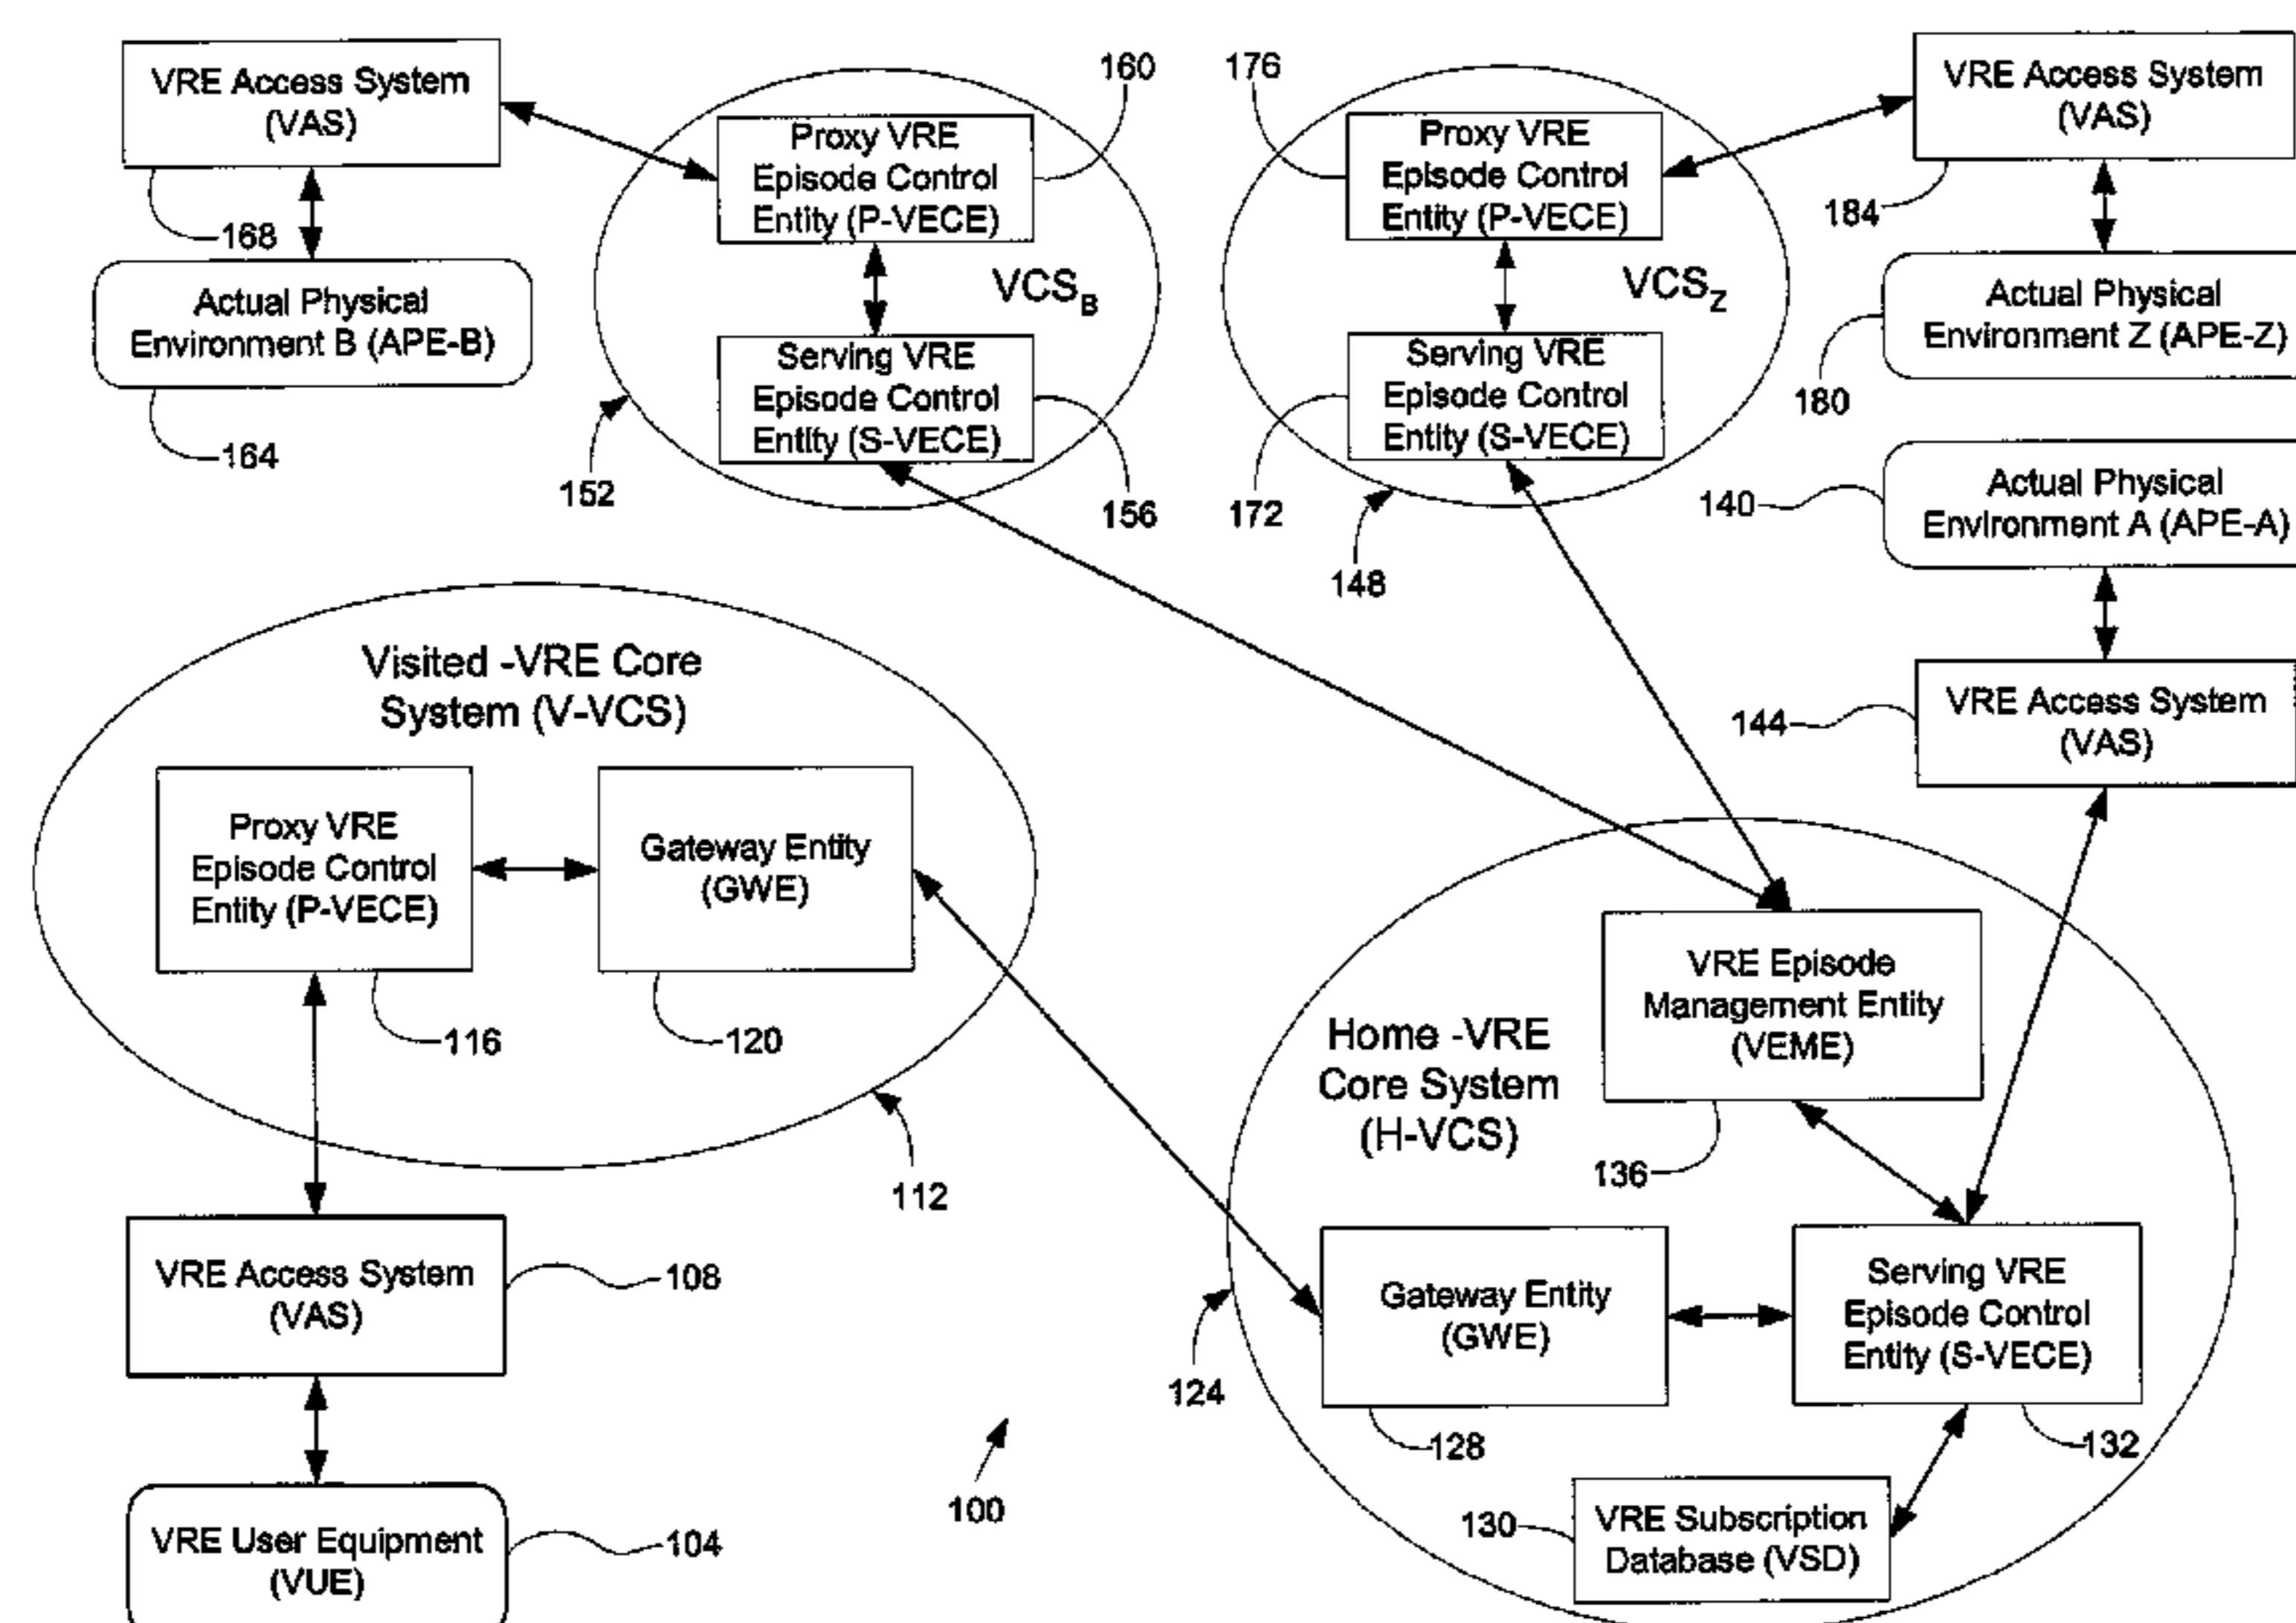 VRE Access System
(VAS)
168
Actual Physical
Environment B (APE-B)
164
160
Proxy VRE
Episode Control
Entity (P-VECE)
VCSB
Serving VRE
Episode Control
Entity (S-VECE)
152
156
176
Proxy VRE
Episode Control
Entity (P-VECE)
VCSZ
Serving VRE
Episode Control
Entity (S-VECE)
172
148
VRE Access System
(VAS)
184
Actual Physical
Environment Z (APE-Z)
180
140
Actual Physical
Environment A (APE-A)
144
VRE Access System
(VAS)
Visited -VRE Core
System (V-VCS)
Proxy VRE
Episode Control
Entity (P-VECE)
Gateway Entity
(GWE)
116
120
112
VRE Access System
(VAS)
108
VRE User Equipment
(VUE)
104
100
Home -VRE
Core System
(H-VCS)
VRE Episode
Management Entity
(VEME)
136
124
Gateway Entity
(GWE)
128
Serving VRE
Episode Control
Entity (S-VECE)
132
130
VRE Subscription
Database (VSD)